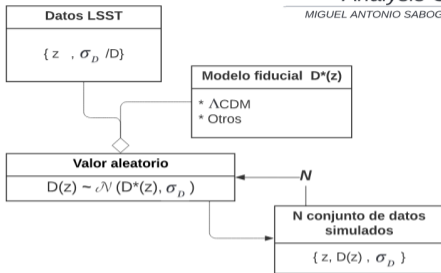 MIGUEL ANTONIO SABOG
Datos LSST
{ z , σ_D /D}
Modelo fiducial D*(z)
* ΛCDM
* Otros
Valor aleatorio
D(z) ~ 𝒩 (D*(z), σ_D )
N
N conjunto de datos
simulados
{ z, D(z) , σ_D }